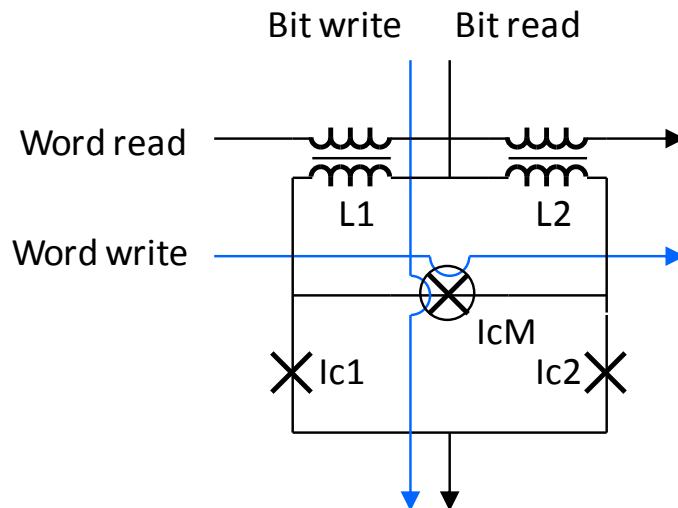 Bit write
Bit read
Word read
L1
L2
Word write
IcM
Ic1
Ic2